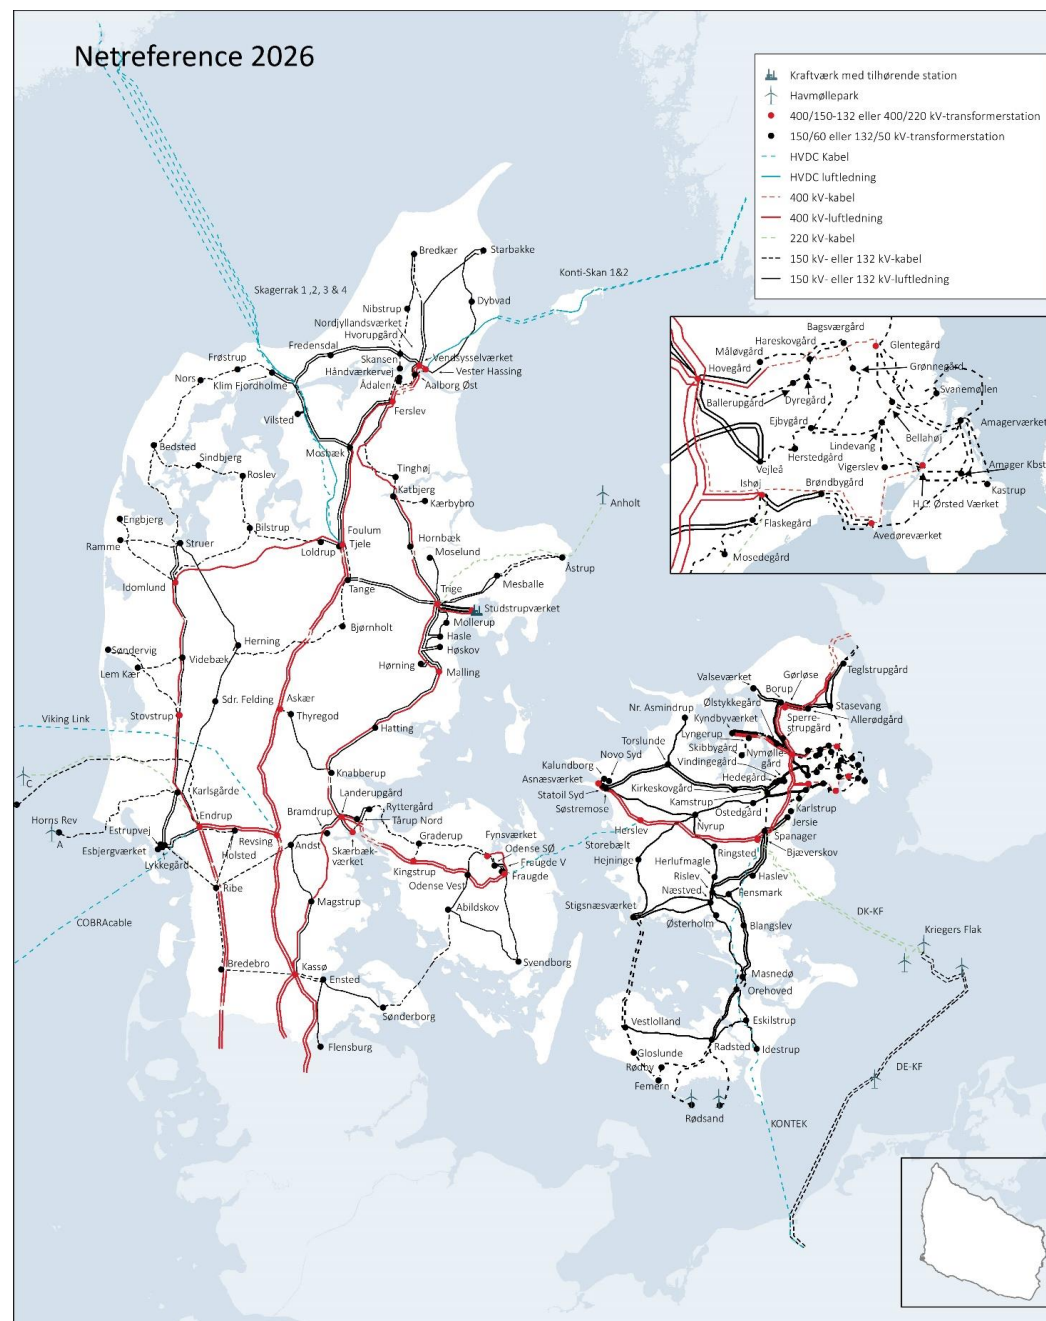 Netreference 2026
Kraftværk med tilhørende station
Havmøllepark
400/150-132 eller 400/220 kV-transformerstation
150/60 eller 132/50 kV-transformerstation
HVDC Kabel
HVDC luftledning
400 kV-kabel
400 kV-luftledning
220 kV-kabel
150 kV- eller 132 kV-kabel
150 kV- eller 132 kV-luftledning
Bredkær
Starbakke
Konti-Skan 1&2
Skagerrak 1 ,2, 3 & 4
Dybvad
Nibstrup
Nordjyllandsværket
Hvorupgård
Fredensdal
Skansen
Vendsysselværket
Frøstrup
Håndværkervej
Vester Hassing
Nors
Klim Fjordholme
Ådalen
Aalborg Øst
Ferslev
Vilsted
Bedsted
Mosbæk
Sindbjerg
Tinghøj
Roslev
Katbjerg
Kærbybro
Anholt
Engbjerg
Bilstrup
Foulum
Ramme
Struer
Loldrup
Tjele
Hornbæk
Moselund
Åstrup
Idomlund
Tange
Trige
Mesballe
Studstrupværket
Mollerup
Bjørnholt
Hasle
Herning
Høskov
Søndervig
Videbæk
Hørning
Lem Kær
Malling
Sdr. Felding
Askær
Stovstrup
Thyregod
Viking Link
Hatting
Knabberup
C
Karlsgårde
Landerupgård
Ryttergård
Horns Rev
A
Endrup
Bramdrup
Tårup Nord
Estrupvej
Revsing
Graderup
Fynsværket
Esbjergværket
Holsted
Andst
Skærbæk-
værket
Odense SØ
Lykkegård
Kingstrup
Fraugde V
Fraugde
Odense Vest
Ribe
Magstrup
Abildskov
COBRAcable
Svendborg
Bredebro
Kassø
Ensted
Sønderborg
Flensburg
Bagsværgård
Hareskovgård
Glentegård
Måløvgård
Hovegård
Grønnegård
Svanemøllen
Ballerupgård
Dyregård
Ejbygård
Amagerværket
Lindevang
Bellahøj
Herstedgård
Vejleå
Vigerslev
Amager Kbst
Ishøj
Brøndbygård
Kastrup
H.C. Ørsted Værket
Flaskegård
Avedøreværket
Mosedegård
Teglstrupgård
Gørløse
Valseværket
Borup
Ølstykkegård
Stasevang
Nr. Asmindrup
Kyndbyværket
Sperre-
strupgård
Allerødgård
Lyngerup
Torslunde
Skibbygård
Nymølle-
gård
Novo Syd
Vindingegård
Kalundborg
Hedegård
Asnæsværket
Kirkeskovgård
Statoil Syd
Kamstrup
Karlstrup
Søstremose
Ostedgård
Jersie
Herslev
Nyrup
Spanager
Storebælt
Ringsted
Bjæverskov
Hejninge
Herlufmagle
Rislev
Haslev
Næstved
Fensmark
Stigsnæsværket
Østerholm
Blangslev
DK-KF
Kriegers Flak
Masnedø
Orehoved
Vestlolland
Eskilstrup
Radsted
Idestrup
Gloslunde
Rødby
Femern
DE-KF
Rødsand
KONTEK